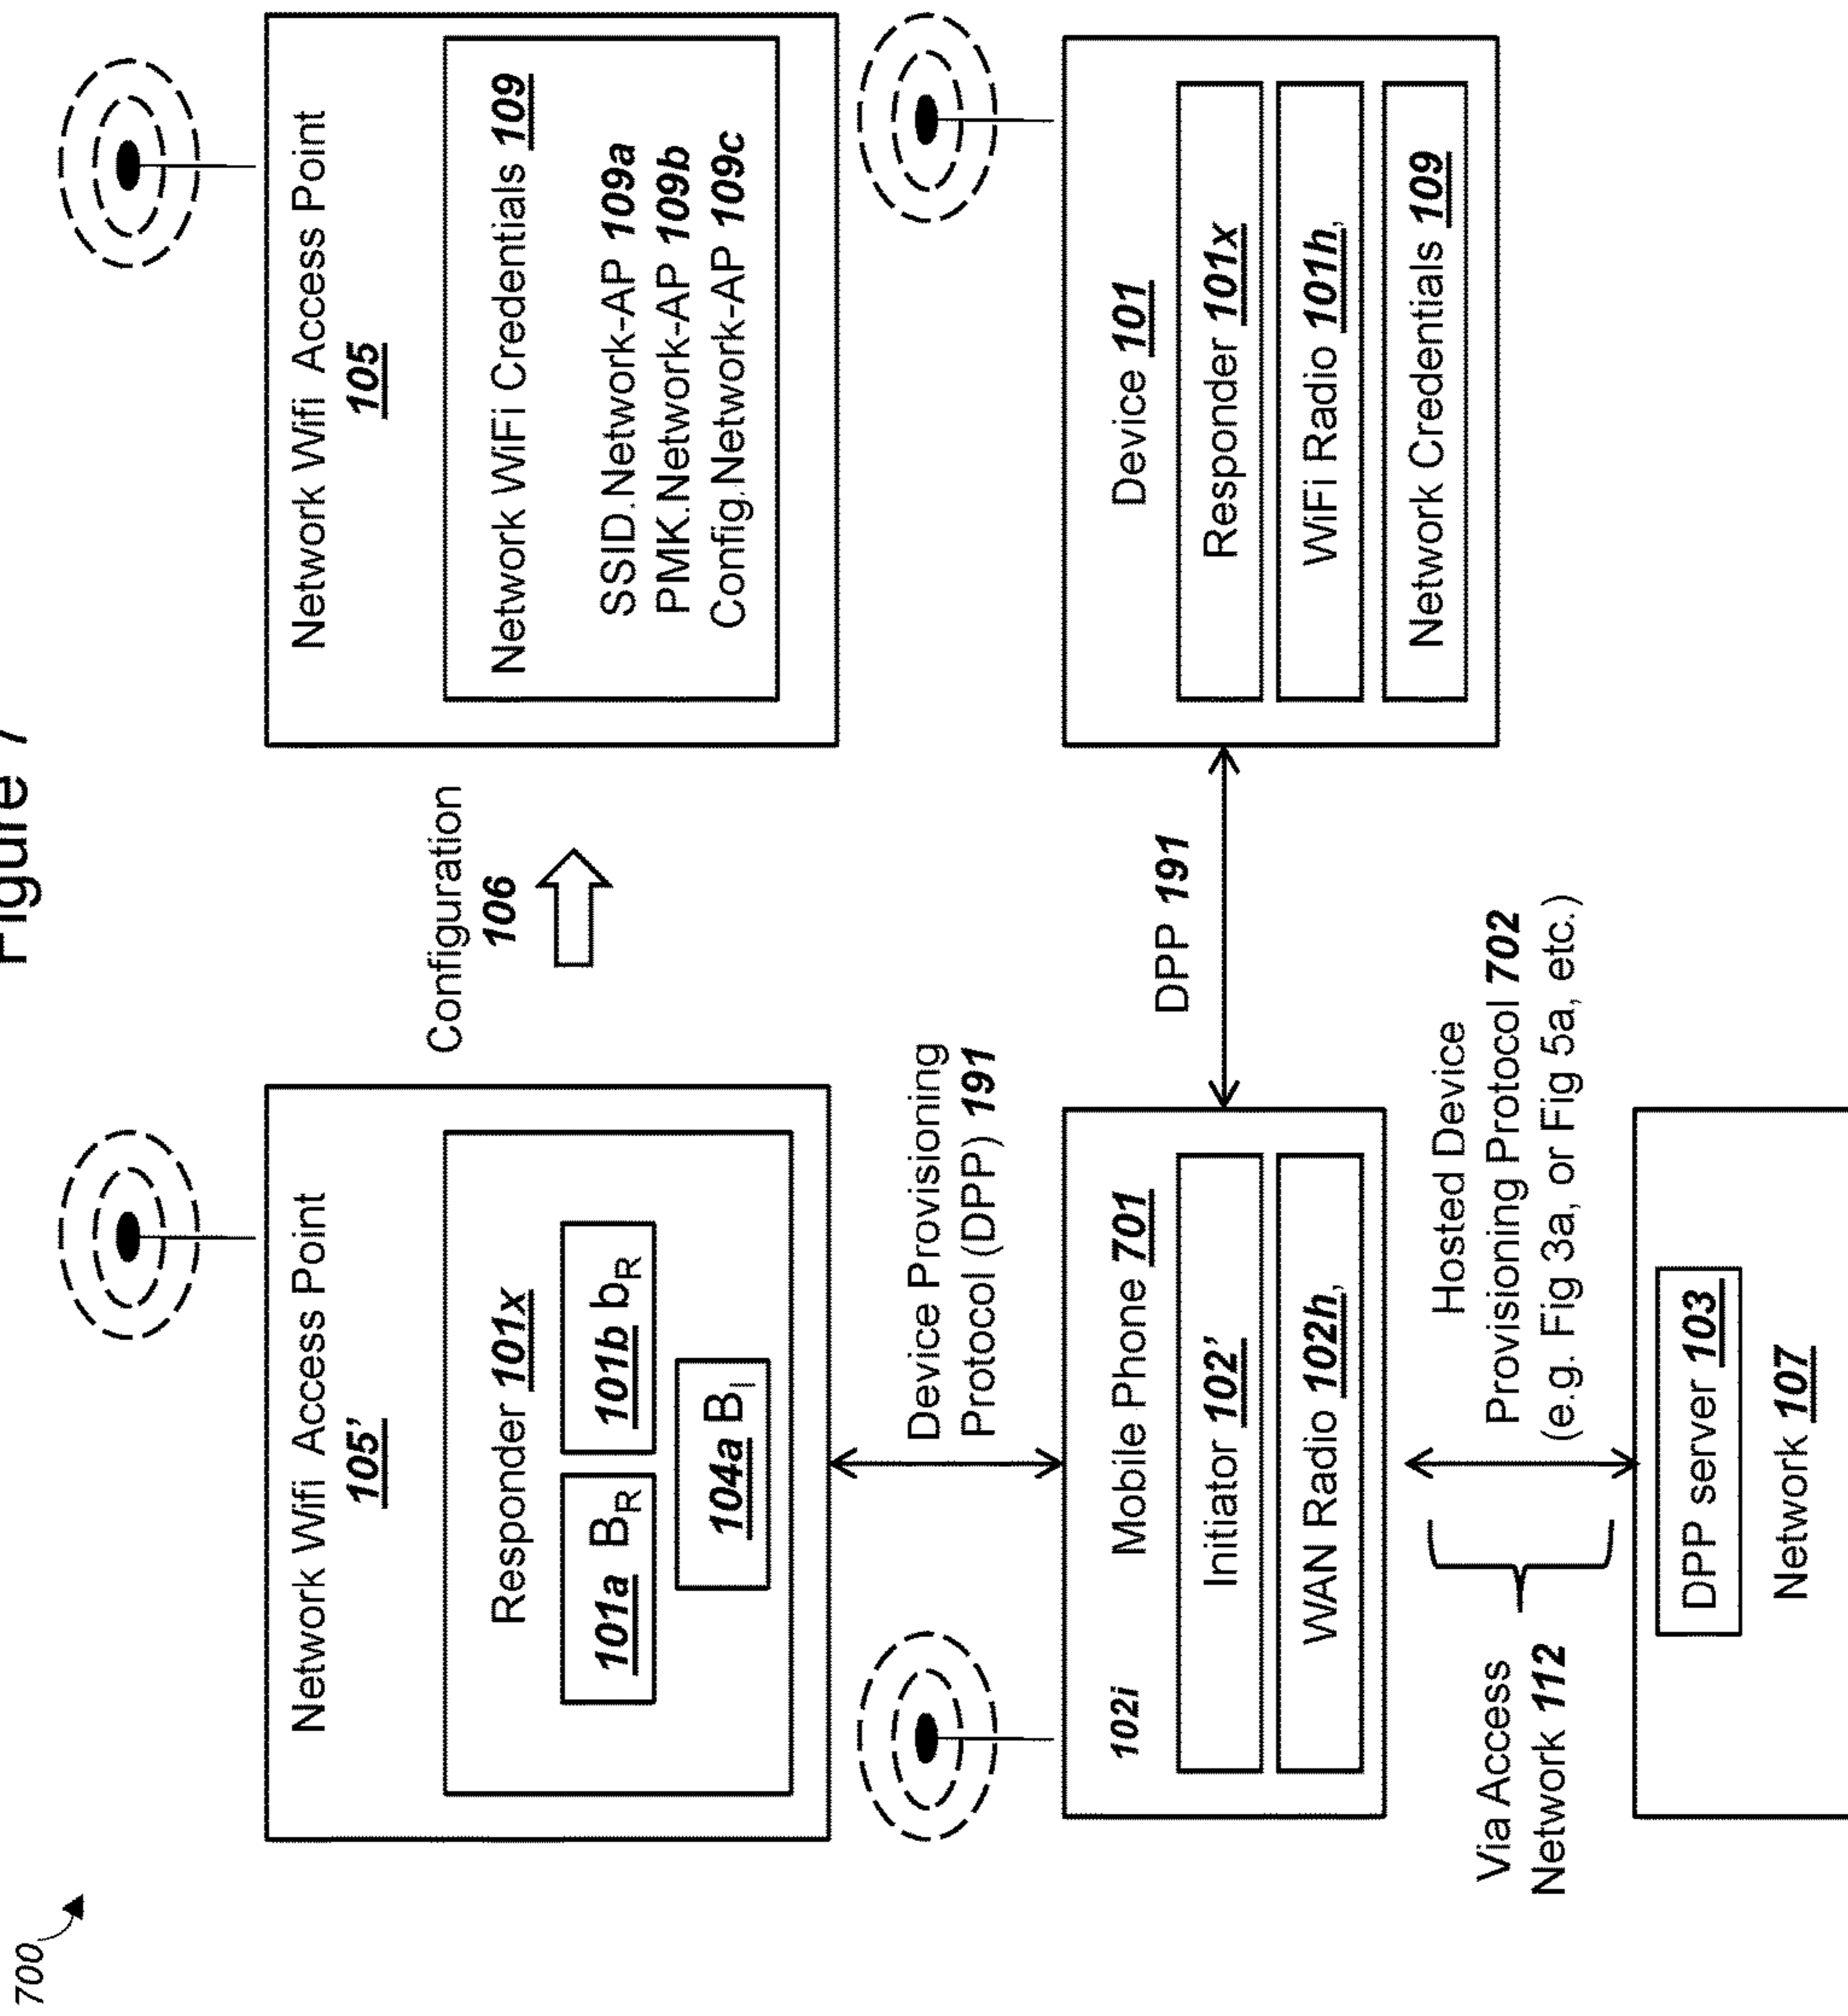 Figure 7
700
Network Wifi Access Point
105'
Responder 101x
101a B_R
101b b_R
104a B_I
Configuration
106
Network Wifi Access Point
105
Network WiFi Credentials 109
SSID.Network-AP 109a
PMK.Network-AP 109b
Config.Network-AP 109c
Device Provisioning
Protocol (DPP) 191
102i
Mobile Phone 701
Initiator 102'
WAN Radio 102h,
DPP 191
Device 101
Responder 101x
WiFi Radio 101h,
Network Credentials 109
Via Access
Network 112
Hosted Device
Provisioning Protocol 702
(e.g. Fig 3a, or Fig 5a, etc.)
DPP server 103
Network 107